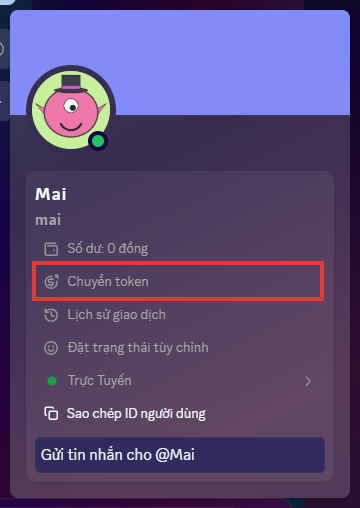 Mai
mai
Số dư: 0 đồng
Chuyển token
Lịch sử giao dịch
Đặt trạng thái tùy chỉnh
Trực Tuyến
Sao chép ID người dùng
Gửi tin nhắn cho @Mai